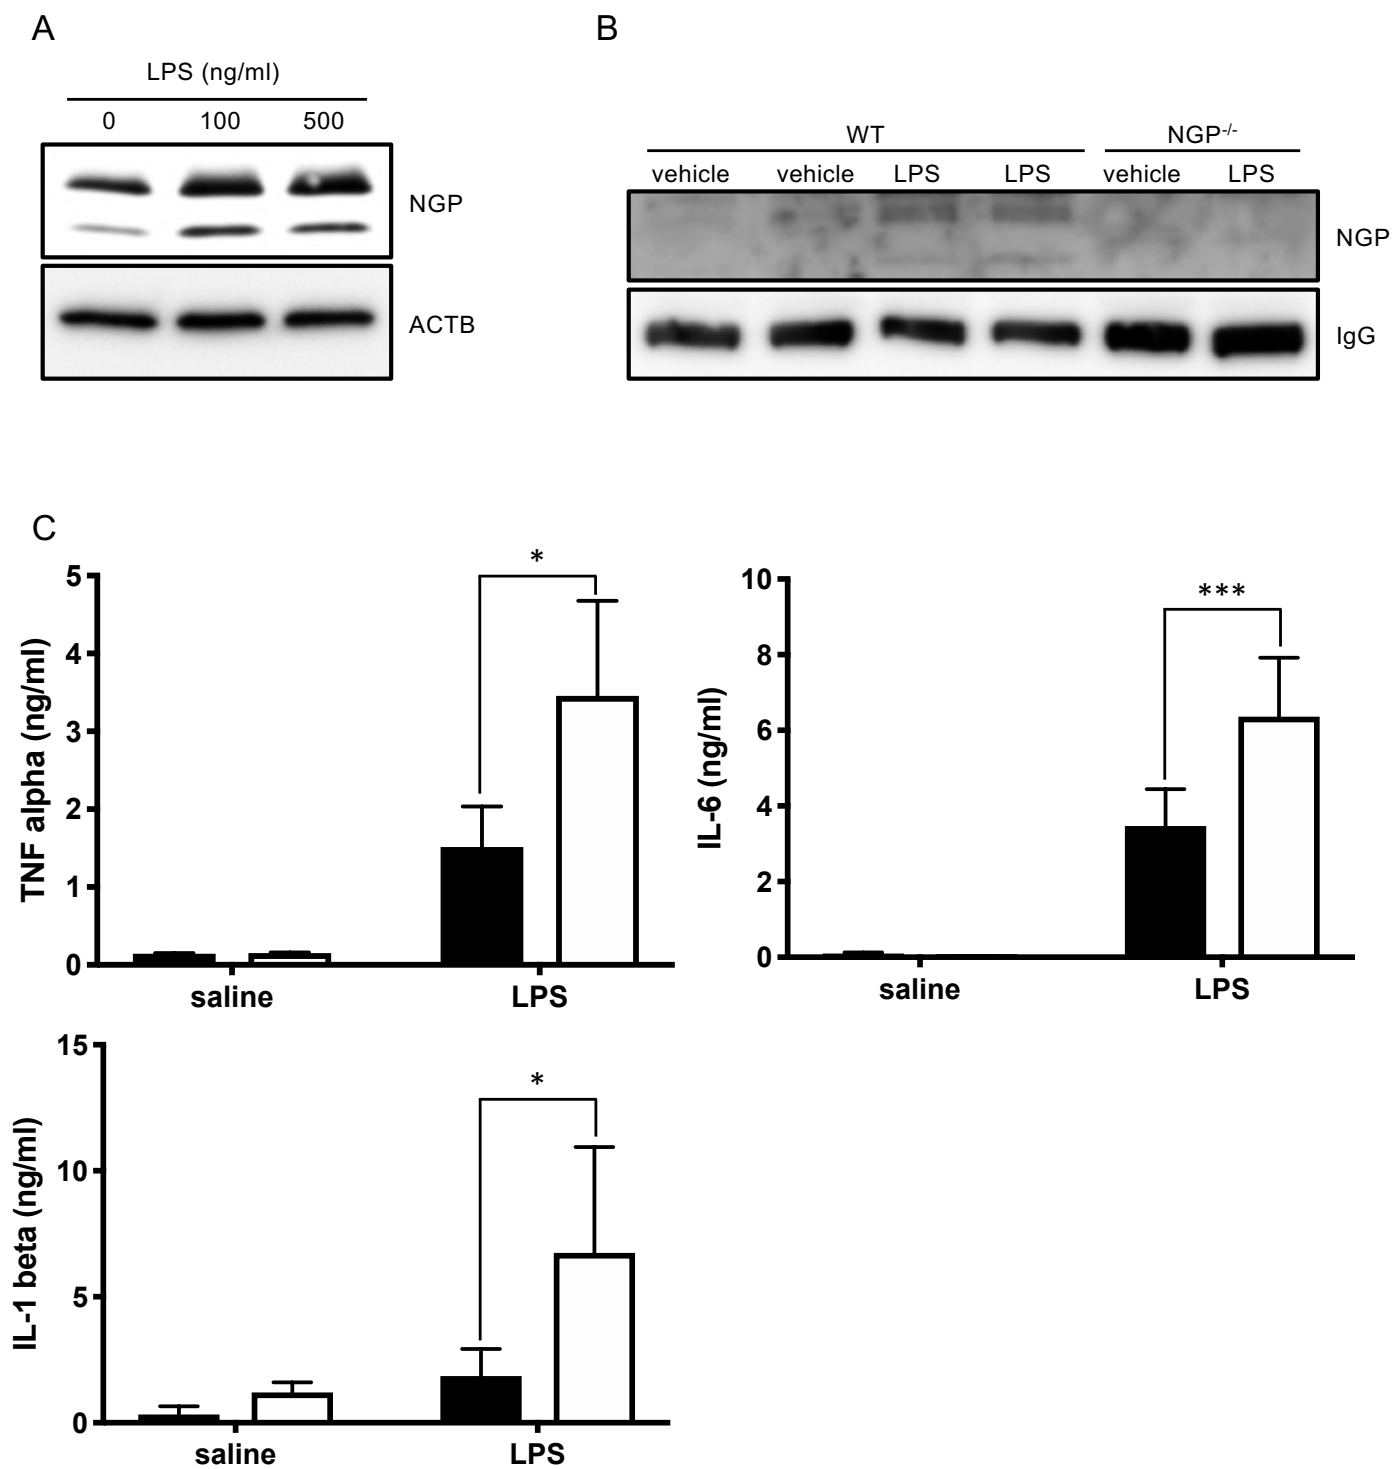 A
LPS (ng/ml)
0 100 500
NGP
ACTB
B
WT NGP-/-
vehicle vehicle LPS LPS vehicle LPS
NGP
IgG
C
TNF alpha (ng/ml)
5
4
3
2
1
0
*
saline LPS
IL-6 (ng/ml)
10
8
6
4
2
0
***
saline LPS
IL-1 beta (ng/ml)
15
10
5
0
*
saline LPS